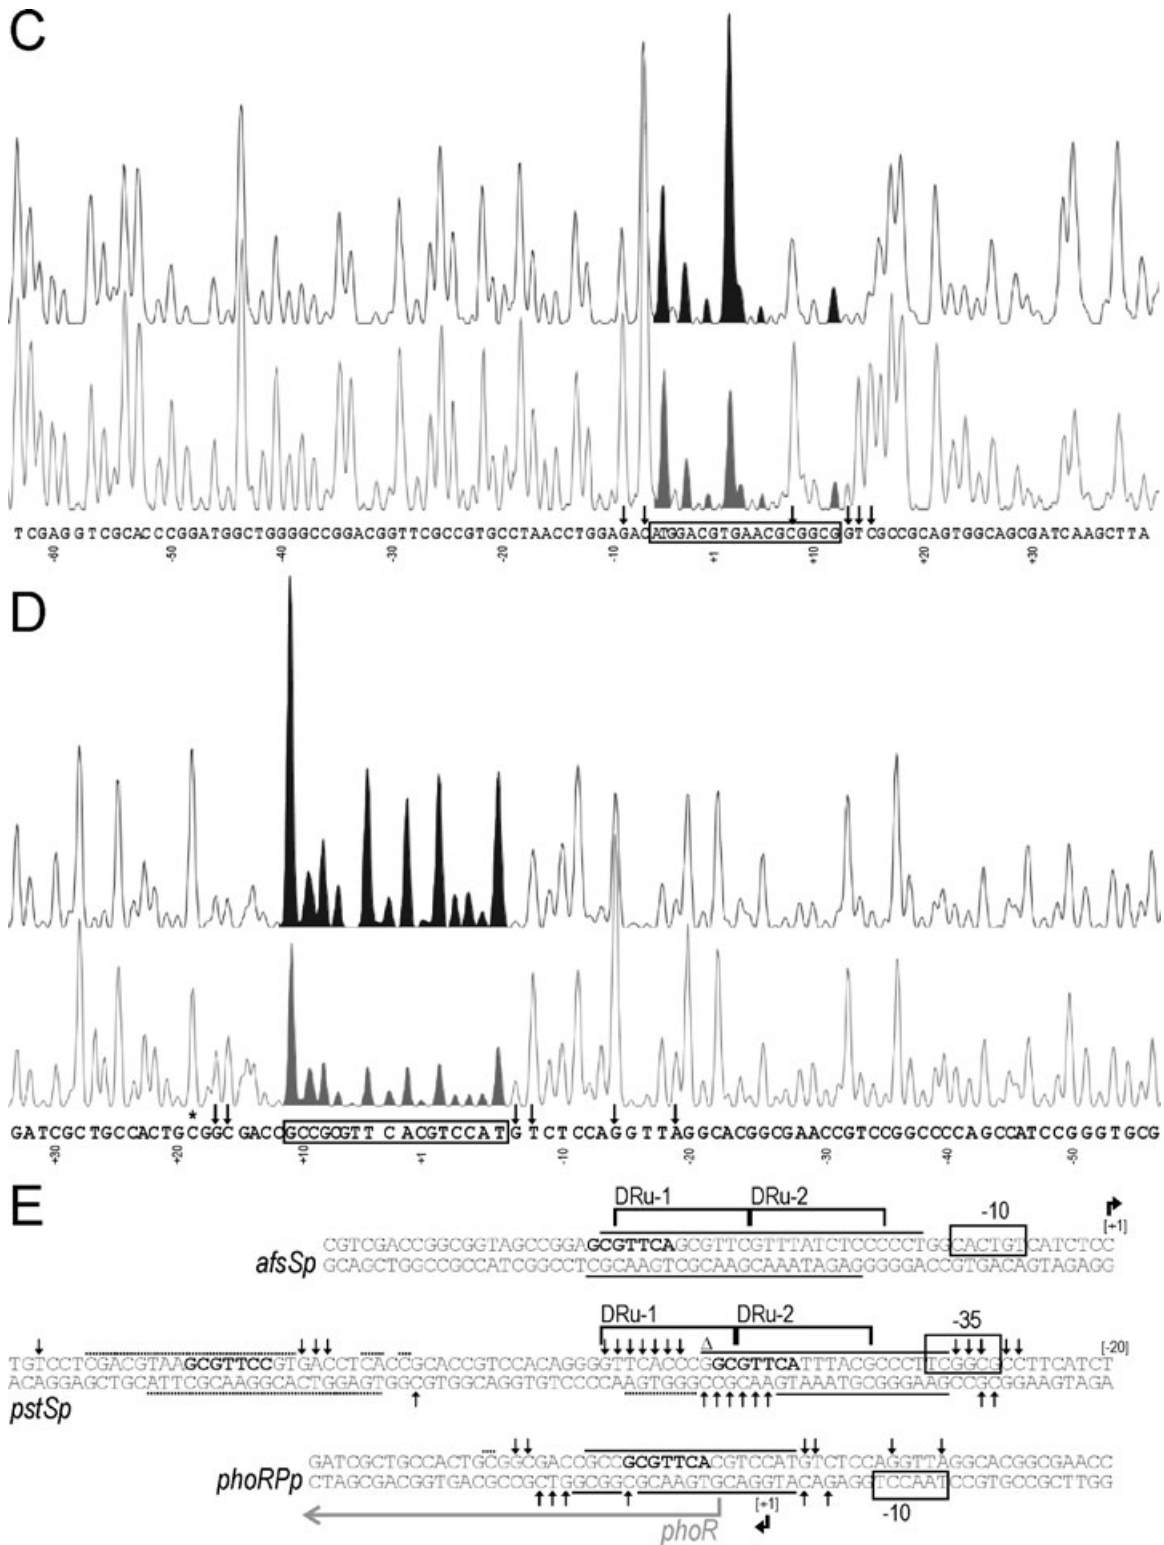 C
TCGAGGTCGCACCCGGATGGCTGGGGCCGGACGGTTCGCCGTGCCTAACCTGGAGACATGGACGTGAACGCGGCGGTCGCCGCAGTGGCAGCGATCAAGCTTA
-60 -50 -40 -30 -20 -10 +1 +10 +20 +30
D
*
GATCGCTGCCACTGCGGCGACCGCCGCGTT C ACGTCCATGTCTCCAGGTTAGGCACGGCGAACCGTCCGGCCCCAGCCATCCGGGTGCG
+30 +20 +10 +1 -10 -20 -30 -40 -50
E
DRu-1 DRu-2 -10 [+1]
CGTCGACCGGCGGTAGCCGGAGCGTTCAGCGTTCGTTTATCTCCCCCTGGCACTGTCATCTCC
afsSp GCAGCTGGCCGCCATCGGCCTCGCAAGTCGCAAGCAAATAGAGGGGGACCGTGACAGTAGAGG
DRu-1 DRu-2 -35
Δ [-20]
TGTCCTCGACGTAAGCGTTCCGTGACCTCACCGCACCGTCCACAGGGGTTCACCCGGCGTTCATTTACGCCCTTCGGCGCCTTCATCT
ACAGGAGCTGCATTCGCAAGGCACTGGAGTGGCGTGGCAGGTGTCCCCAAGTGGGCCGCAAGTAAATGCGGGAAGCCGCGGAAGTAGA
pstSp
GATCGCTGCCACTGCGGCGACCGCCGCGTTCACGTCCATGTCTCCAGGTTAGGCACGGCGAACC
phoRPp CTAGCGACGGTGACGCCGCTGGCGGCGCAAGTGCAGGTACAGAGGTCCAATCCGTGCCGCTTGG
phoR [+1] -10